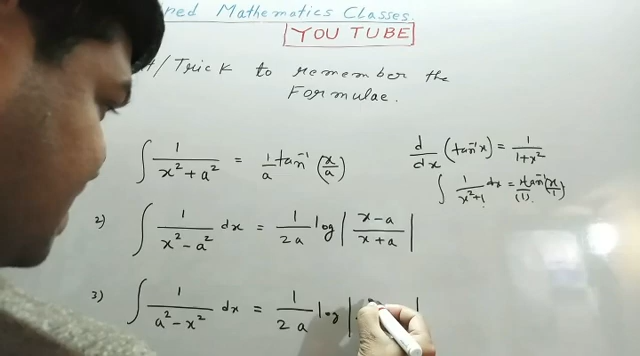 Mathematics Classes
YOU TUBE
Trick to remember the
Formulae.
∫ 1/(x²+a²) = 1/a tan⁻¹ (x/a)
d/dx (tan⁻¹x) = 1/(1+x²)
∫ 1/(x²+1) dx = tan⁻¹(x/1)
(1)
2) ∫ 1/(x²-a²) dx = 1/2a log |(x-a)/(x+a)|
3) ∫ 1/(a²-x²) dx = 1/2a log | |